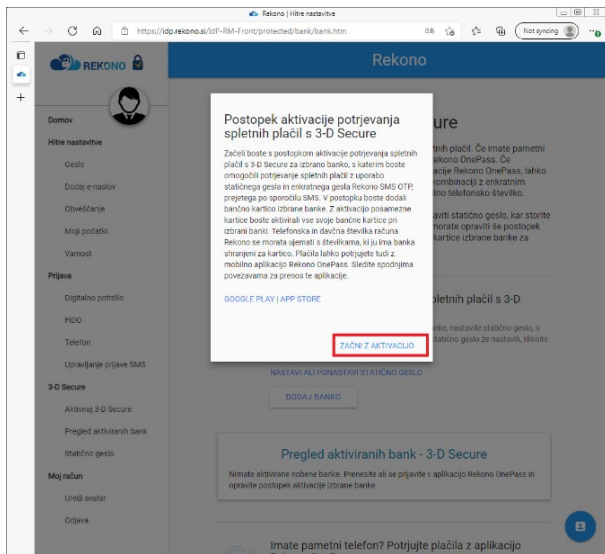 Rekono | Hitre nastavitve
https://idp.rekono.si/IdP-RM-Front/protected/bank/bank.htm
Not syncing
REKONO
Rekono
Domov
Hitre nastavitve
Geslo
Dodaj e-naslov
Obveščanje
Moji podatki
Varnost
Prijava
Digitalno potrdilo
FIDO
Telefon
Upravljanje prijave SMS
3-D Secure
Aktiviraj 3-D Secure
Pregled aktiviranih bank
Statično geslo
Moj račun
Uredi avatar
Odjava
Postopek aktivacije potrjevanja
spletnih plačil s 3-D Secure
Začeli boste s postopkom aktivacije potrjevanja spletnih
plačil s 3-D Secure za izbrano banko, s katerim boste
omogočili potrjevanje spletnih plačil z uporabo
statičnega gesla in enkratnega gesla Rekono SMS OTP,
prejetega po sporočilu SMS. V postopku boste dodali
bančno kartico izbrane banke. Z aktivacijo posamezne
kartice boste aktivirali vse svoje bančne kartice pri
izbrani banki. Telefonska in davčna številka računa
Rekono se morata ujemati s številkami, ki ju ima banka
shranjeni za kartico. Plačila lahko potrjujete tudi z
mobilno aplikacijo Rekono OnePass. Sledite spodnjima
povezavama za prenos te aplikacije.
GOOGLE PLAY | APP STORE
ZAČNI Z AKTIVACIJO
ure
tnih plačil. Če imate pametni
ekono OnePass. Če
acije Rekono OnePass, lahko
kombinaciji z enkratnim
no telefonsko številko.
aviti statično geslo, kar storite
morate opraviti še postopek
kartice izbrane banke za
pletnih plačil s 3-D
nke, nastavite statično geslo, s
statično geslo že nastavili, kliknite
NASTAVI ALI PONASTAVI STATIČNO GESLO
DODAJ BANKO
Pregled aktiviranih bank - 3-D Secure
Nimate aktivirane nobene banke. Prenesite ali se prijavite v aplikacijo Rekono OnePass in
opravite postopek aktivacije izbrane banke.
Imate pametni telefon? Potrjujte plačila z aplikacijo